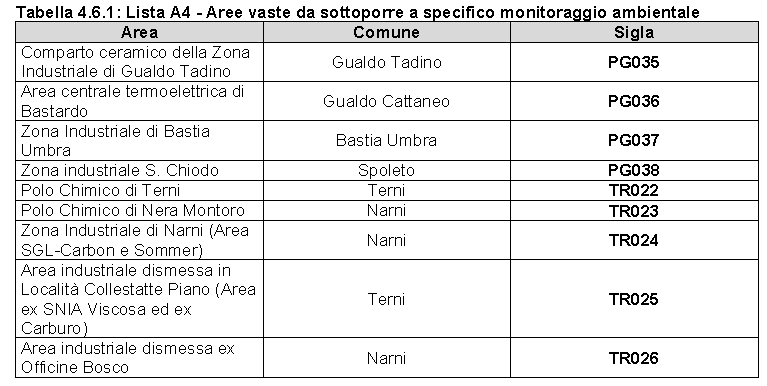 Tabella 4.6.1: Lista A4 - Aree vaste da sottoporre a specifico monitoraggio ambientale
Area Comune Sigla
Comparto ceramico della Zona
Industriale di Gualdo Tadino Gualdo Tadino PG035
Area centrale termoelettrica di
Bastardo Gualdo Cattaneo PG036
Zona Industriale di Bastia
Umbra Bastia Umbra PG037
Zona industriale S. Chiodo Spoleto PG038
Polo Chimico di Terni Terni TR022
Polo Chimico di Nera Montoro Narni TR023
Zona Industriale di Narni (Area
SGL-Carbon e Sommer) Narni TR024
Area industriale dismessa in
Località Collestatte Piano (Area
ex SNIA Viscosa ed ex
Carburo) Terni TR025
Area industriale dismessa ex
Officine Bosco Narni TR026